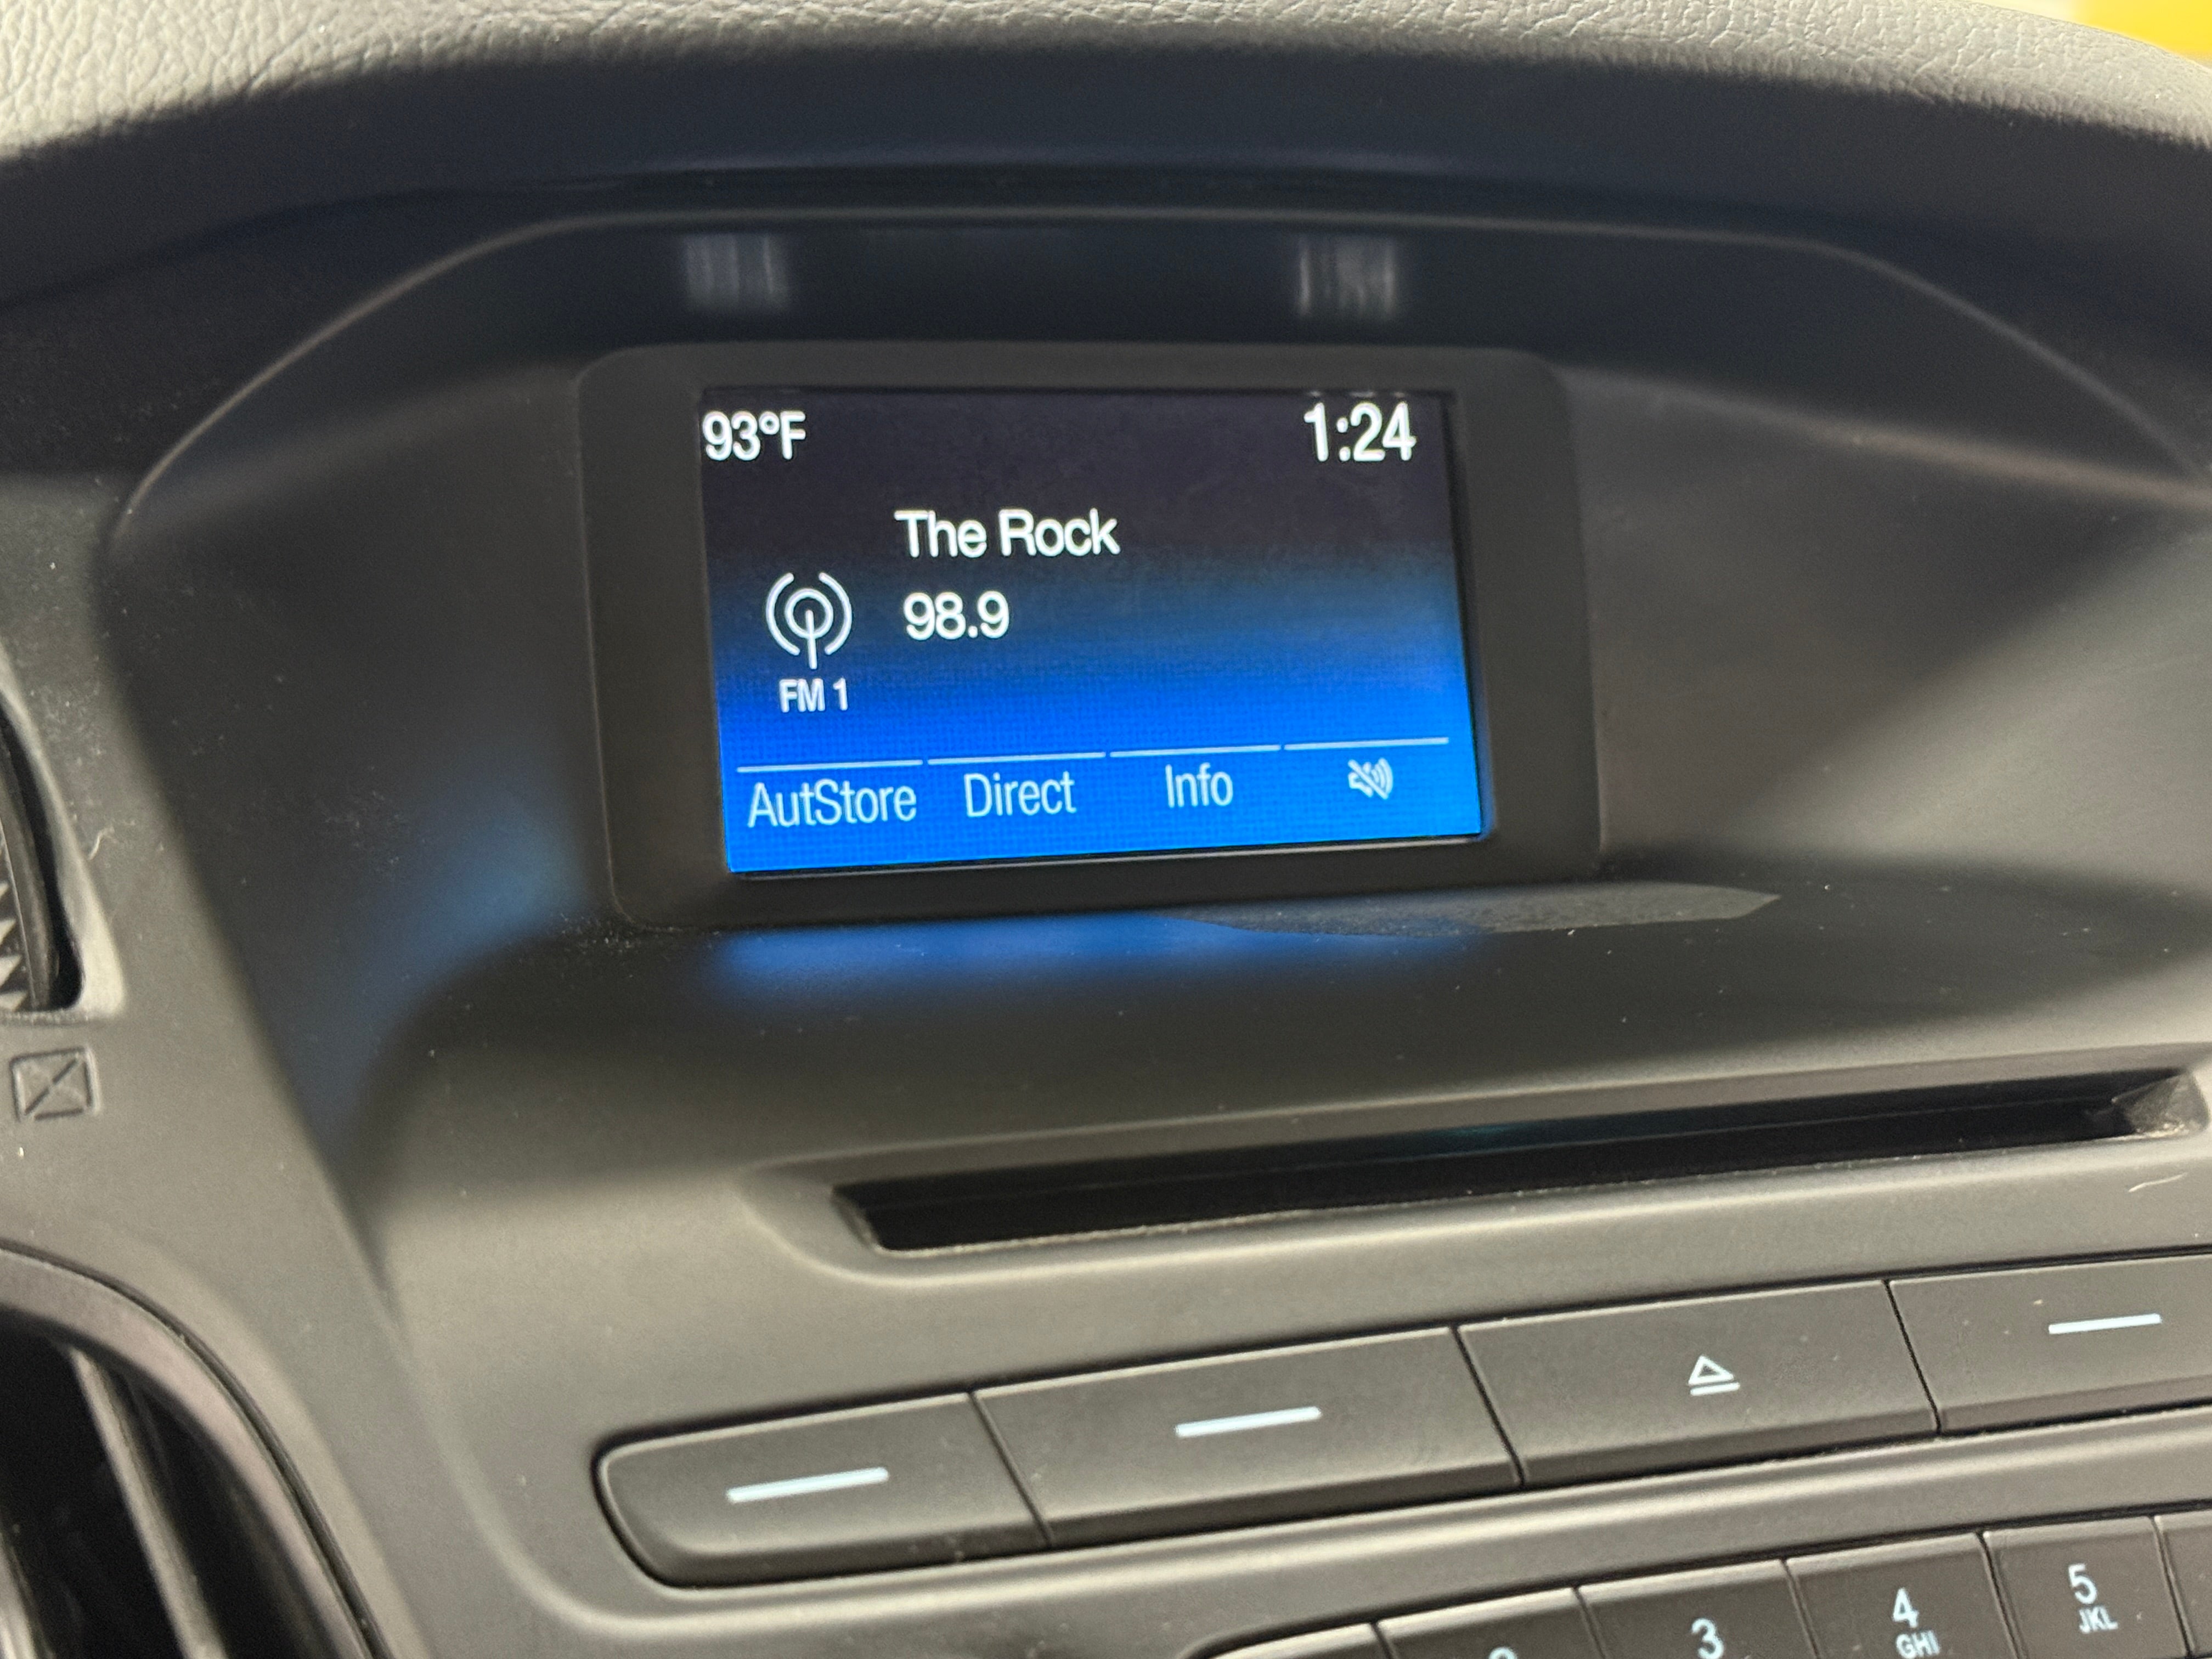 93°F 1:24
The Rock
98.9
FM 1
AutStore Direct Info
3 4 5
GHI JKL